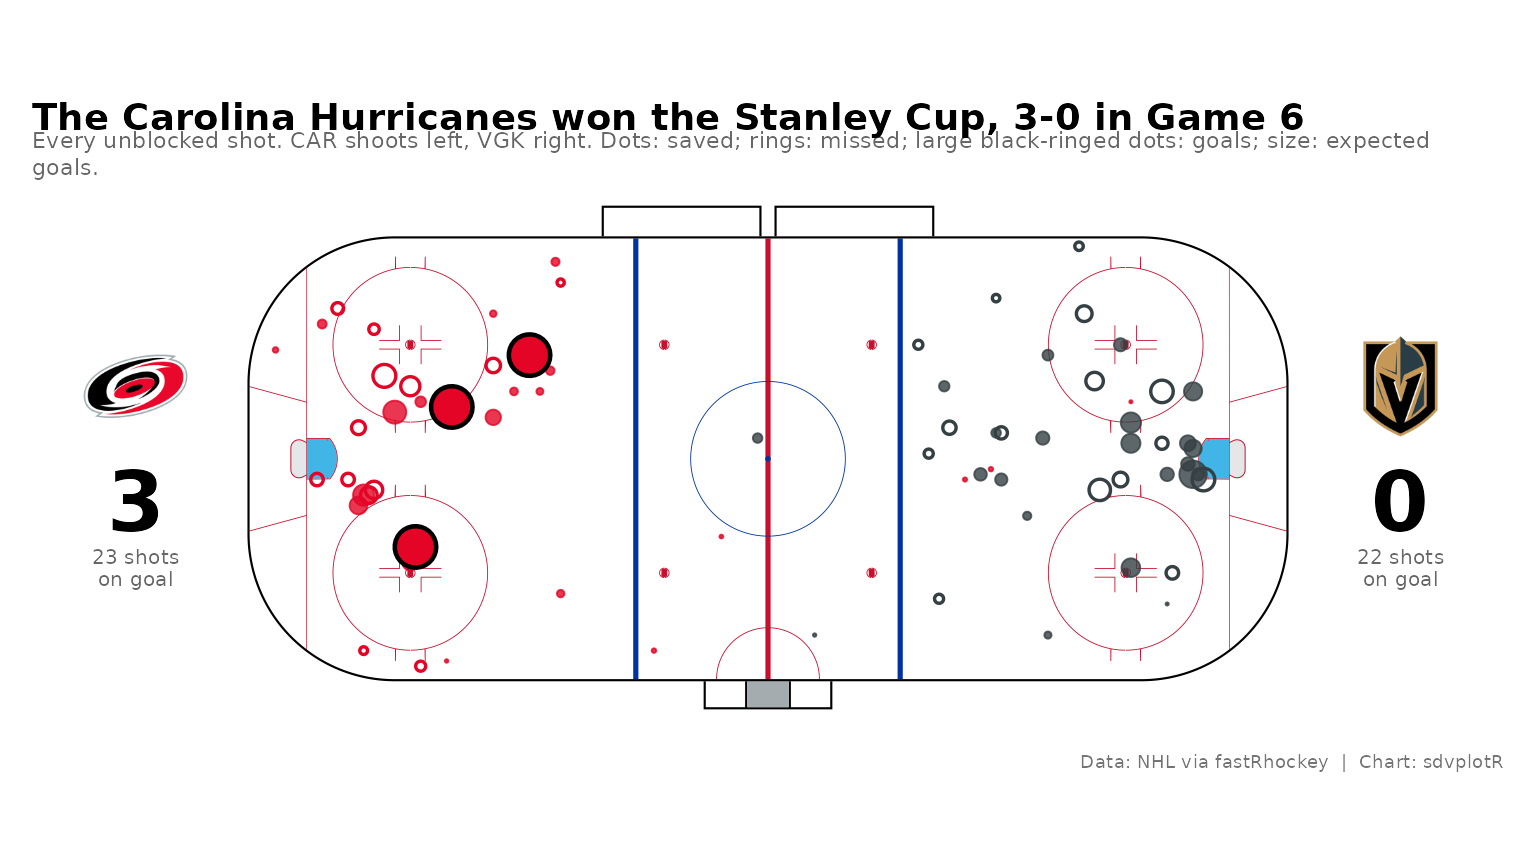 The Carolina Hurricanes won the Stanley Cup, 3-0 in Game 6
Every unblocked shot. CAR shoots left, VGK right. Dots: saved; rings: missed; large black-ringed dots: goals; size: expected
goals.
3
23 shots
on goal
0
22 shots
on goal
Data: NHL via fastRhockey | Chart: sdvplotR